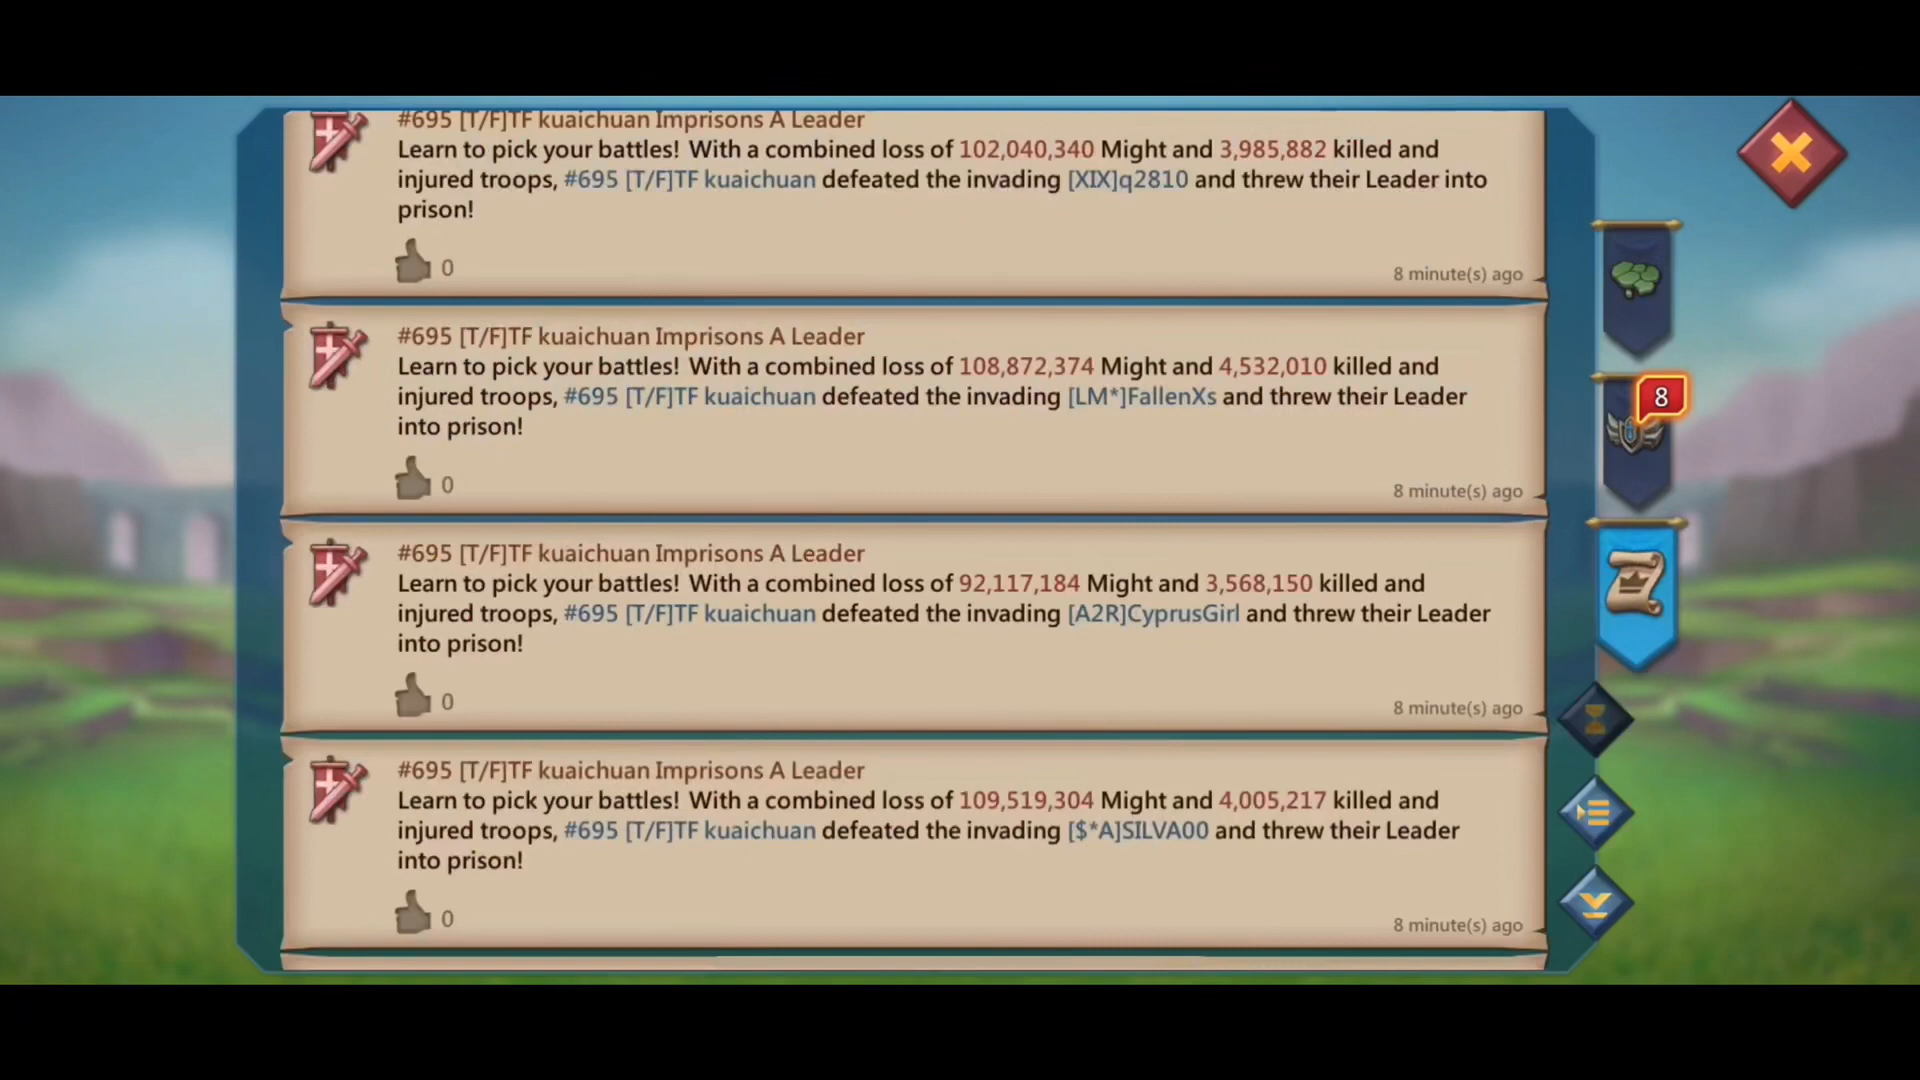 #695 [T/F]TF kuaichuan Imprisons A Leader
Learn to pick your battles! With a combined loss of 102,040,340 Might and 3,985,882 killed and
injured troops, #695 [T/F]TF kuaichuan defeated the invading [XIX]q2810 and threw their Leader into
prison!
0
8 minute(s) ago
#695 [T/F]TF kuaichuan Imprisons A Leader
Learn to pick your battles! With a combined loss of 108,872,374 Might and 4,532,010 killed and
injured troops, #695 [T/F]TF kuaichuan defeated the invading [LM*]FallenXs and threw their Leader
into prison!
0
8 minute(s) ago
8
#695 [T/F]TF kuaichuan Imprisons A Leader
Learn to pick your battles! With a combined loss of 92,117,184 Might and 3,568,150 killed and
injured troops, #695 [T/F]TF kuaichuan defeated the invading [A2R]CyprusGirl and threw their Leader
into prison!
0
8 minute(s) ago
#695 [T/F]TF kuaichuan Imprisons A Leader
Learn to pick your battles! With a combined loss of 109,519,304 Might and 4,005,217 killed and
injured troops, #695 [T/F]TF kuaichuan defeated the invading [$*A]SILVA00 and threw their Leader
into prison!
0
8 minute(s) ago